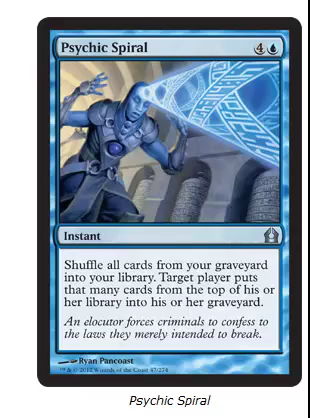 Psychic Spiral 4
Instant
Shuffle all cards from your graveyard
into your library. Target player puts
that many cards from the top of his or
her library into his or her graveyard.
An elocutor forces criminals to confess to
the laws they merely intended to break.
Ryan Pancoast
™ & © 2012 Wizards of the Coast 47/274
Psychic Spiral